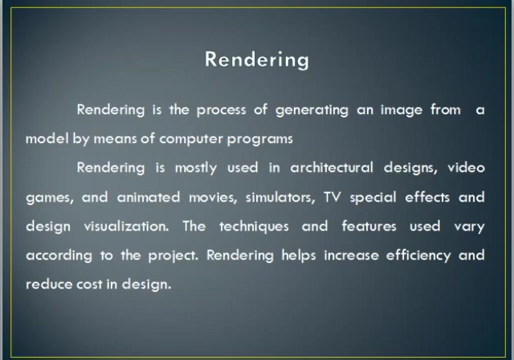 Rendering
Rendering is the process of generating an image from a
model by means of computer programs
Rendering is mostly used in architectural designs, video
games, and animated movies, simulators, TV special effects and
design visualization. The techniques and features used vary
according to the project. Rendering helps increase efficiency and
reduce cost in design.